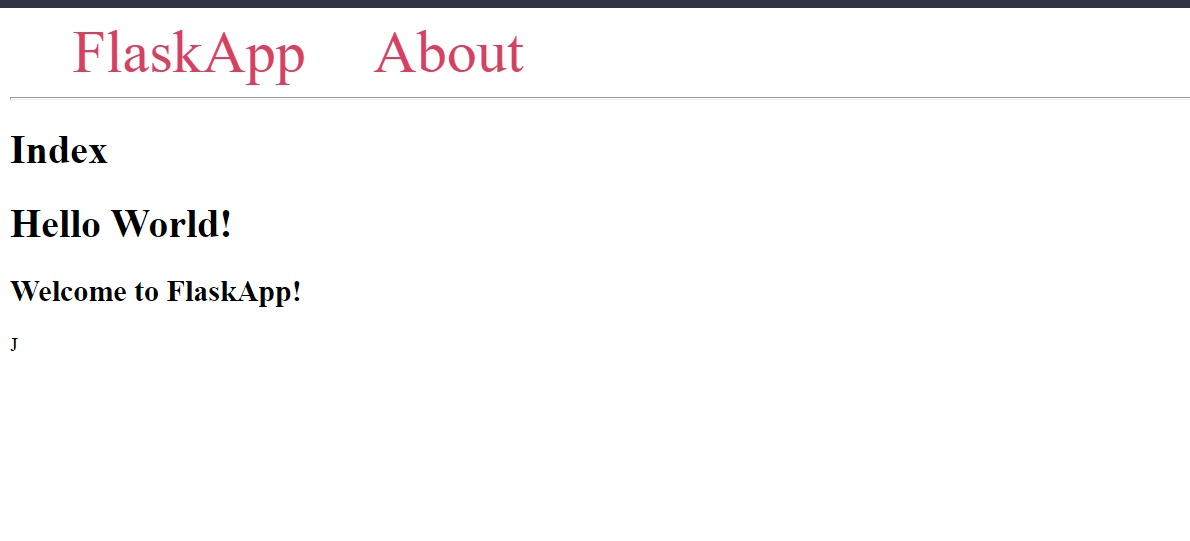 FlaskApp About
Index
Hello World!
Welcome to FlaskApp!
J